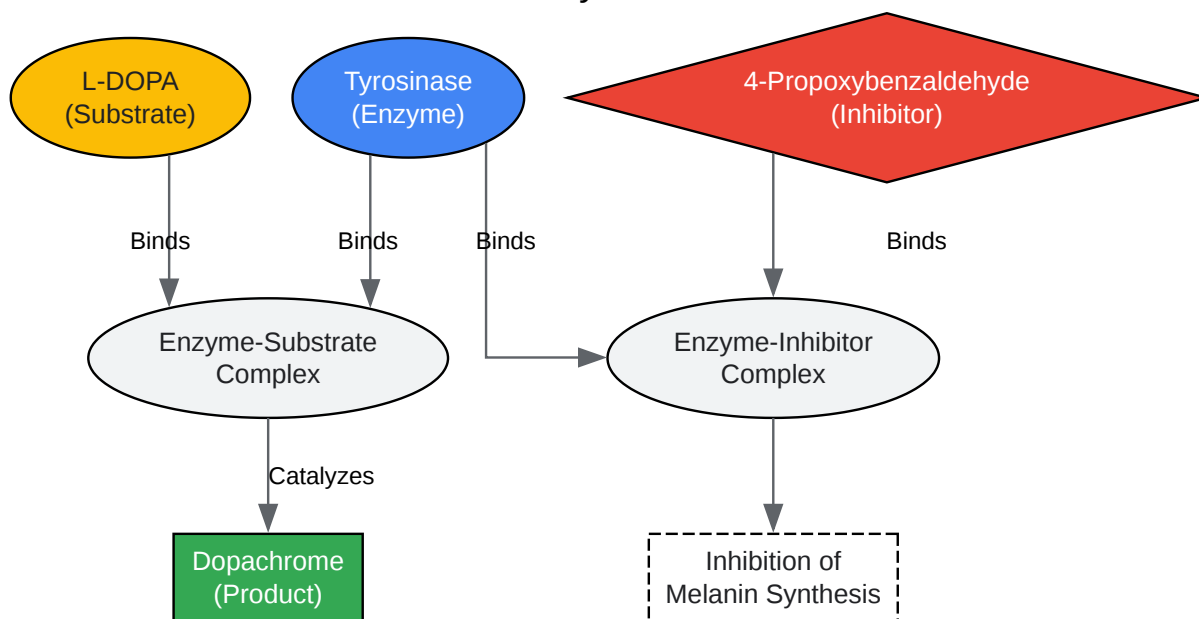 L-DOPA
(Substrate)
Tyrosinase
(Enzyme)
4-Propoxybenzaldehyde
(Inhibitor)
Binds
Binds
Binds
Binds
Enzyme-Substrate
Complex
Enzyme-Inhibitor
Complex
Catalyzes
Dopachrome
(Product)
Inhibition of
Melanin Synthesis